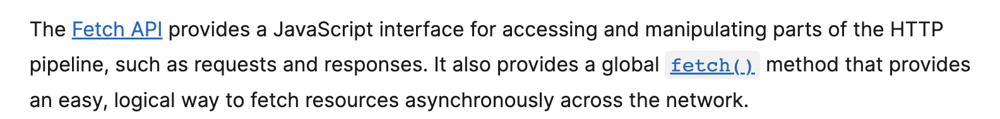 The Fetch API provides a JavaScript interface for accessing and manipulating parts of the HTTP
pipeline, such as requests and responses. It also provides a global fetch() method that provides
an easy, logical way to fetch resources asynchronously across the network.